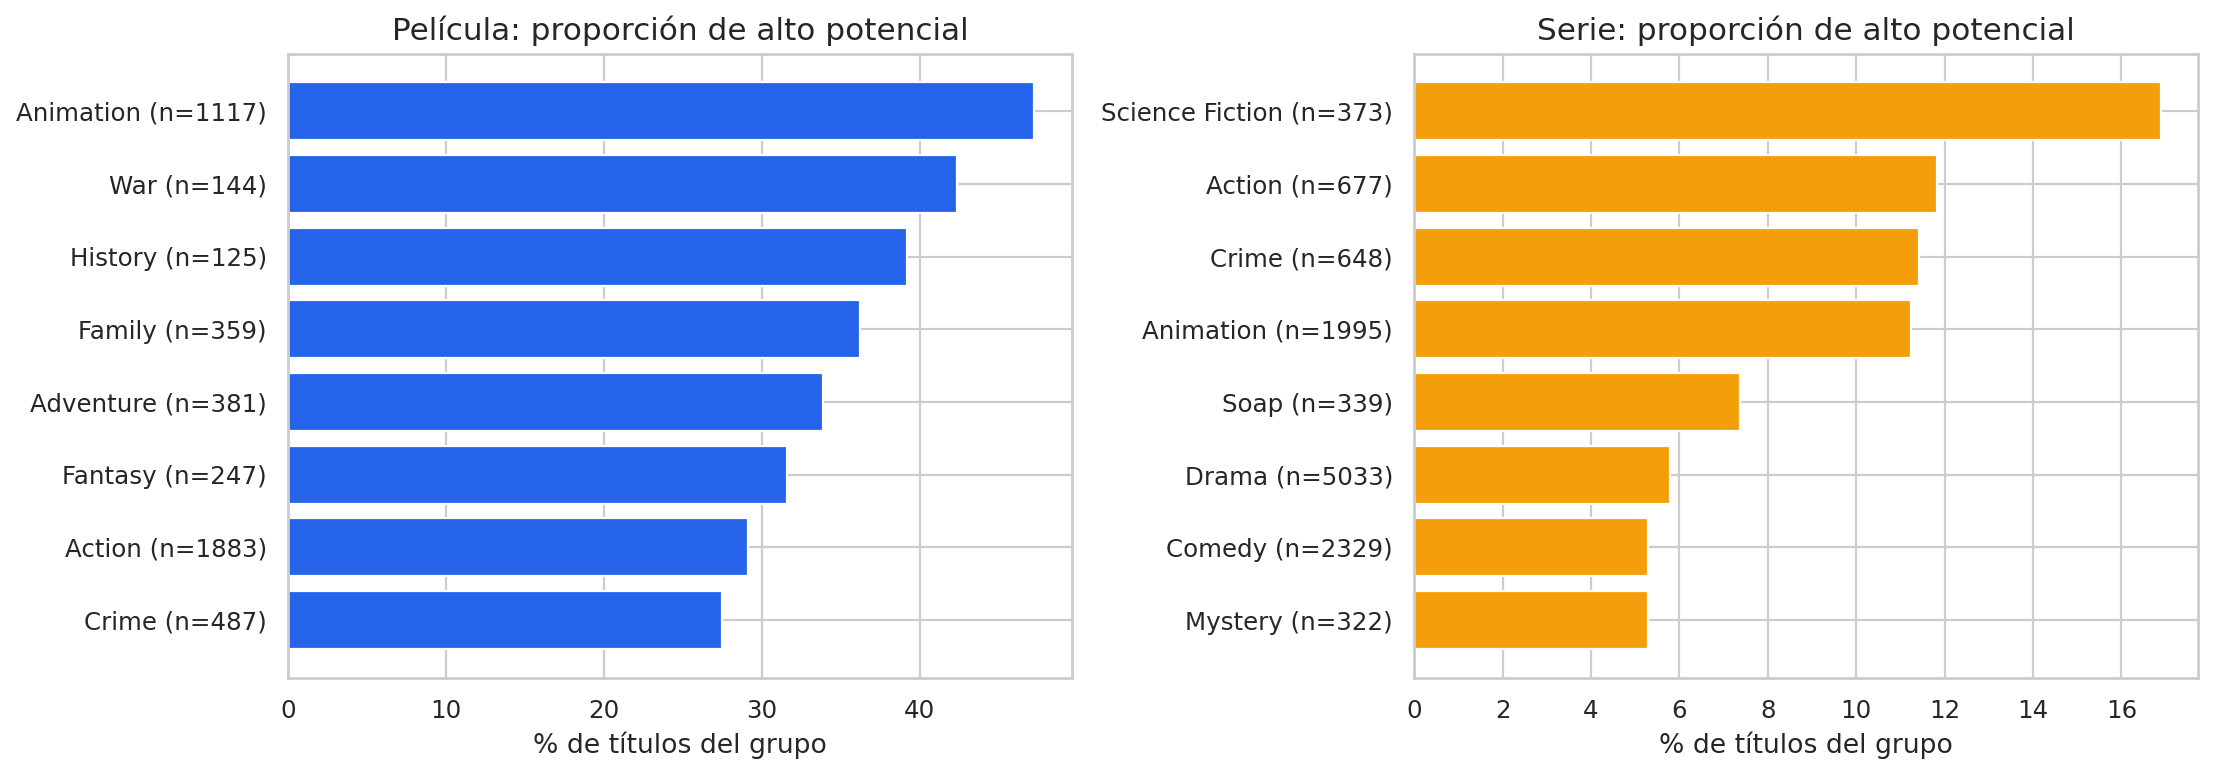 Película: proporción de alto potencial
Animation (n=1117)
War (n=144)
History (n=125)
Family (n=359)
Adventure (n=381)
Fantasy (n=247)
Action (n=1883)
Crime (n=487)
0 10 20 30 40
% de títulos del grupo
Serie: proporción de alto potencial
Science Fiction (n=373)
Action (n=677)
Crime (n=648)
Animation (n=1995)
Soap (n=339)
Drama (n=5033)
Comedy (n=2329)
Mystery (n=322)
0 2 4 6 8 10 12 14 16
% de títulos del grupo